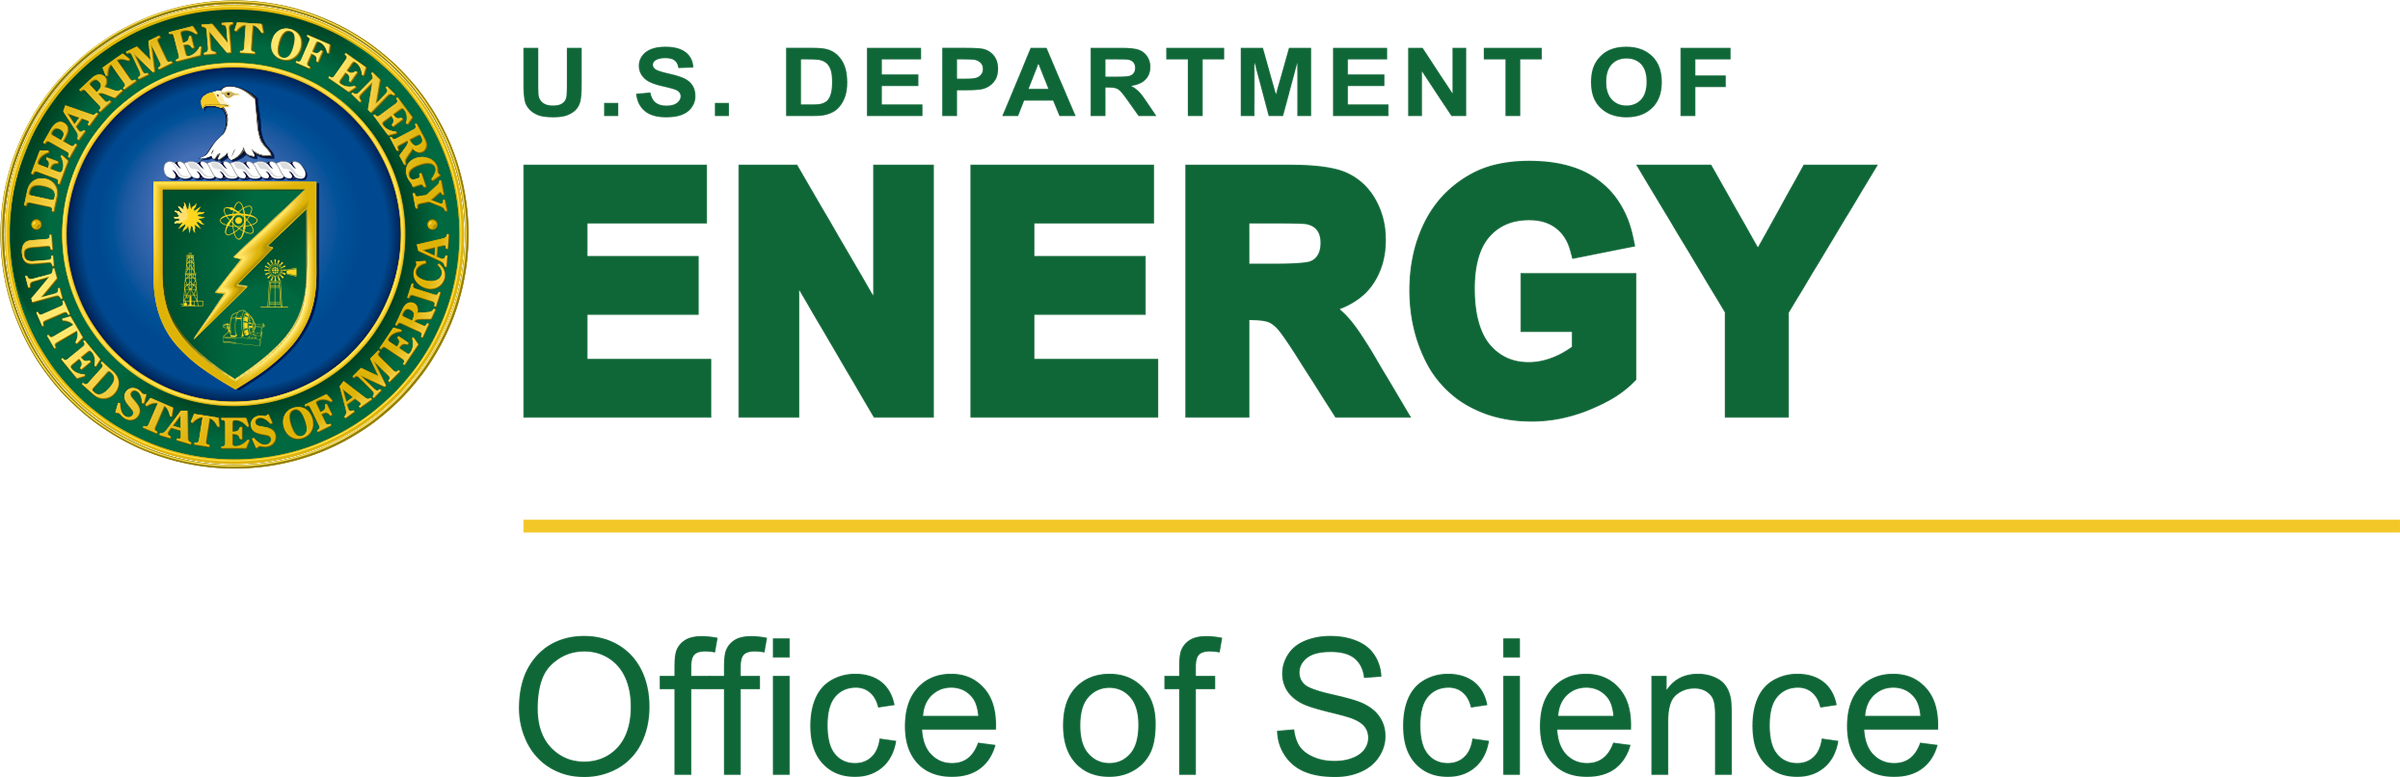 DEPARTMENT OF ENERGY
UNITED STATES OF AMERICA
U.S. DEPARTMENT OF
ENERGY
Office of Science